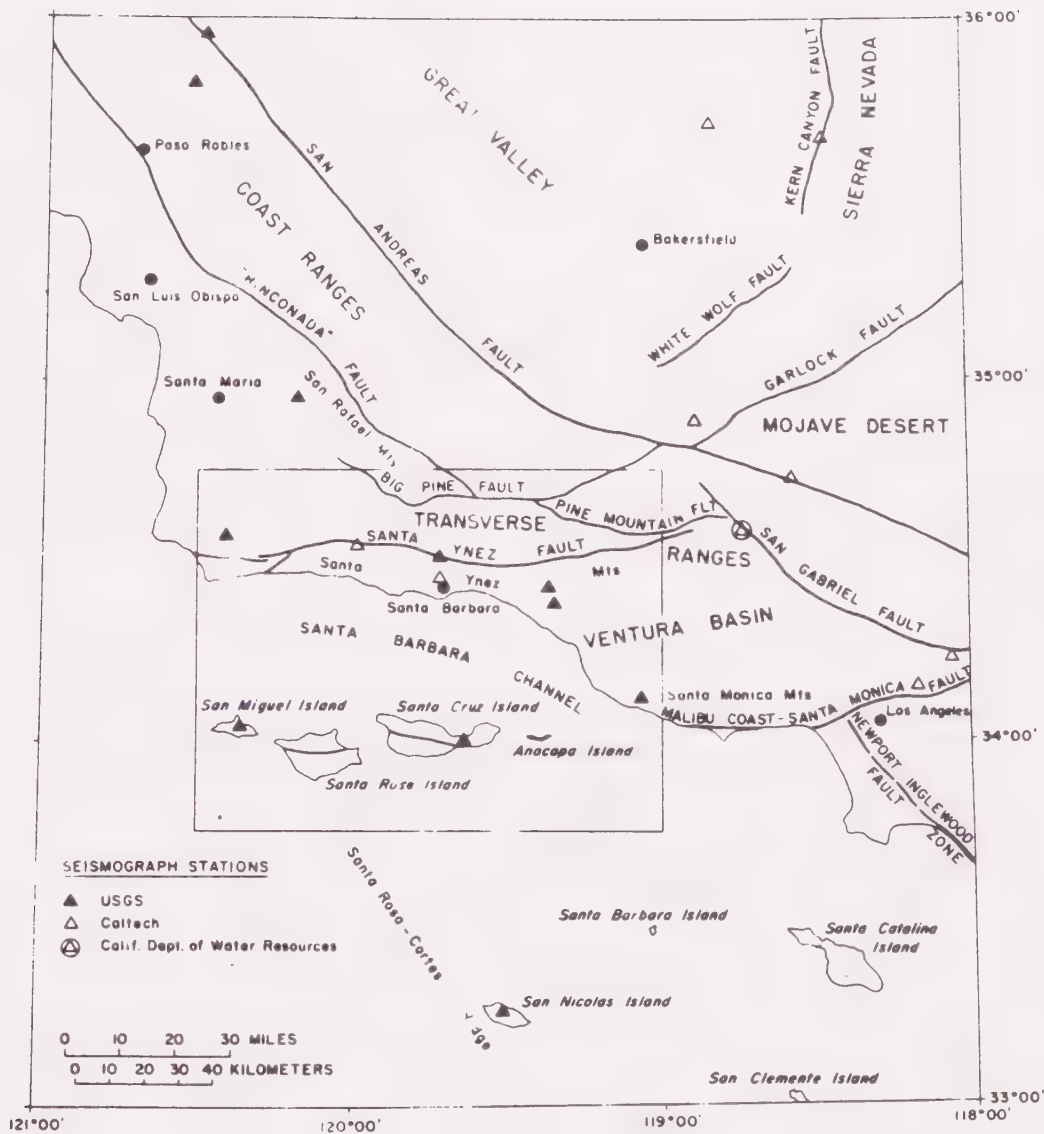 36°00'
GREAT VALLEY
KERN CANYON FAULT
SIERRA NEVADA
Paso Robles
SAN ANDREAS FAULT
COAST RANGES
Bakersfield
San Luis Obispo
WHITE WOLF FAULT
GARLOCK FAULT
FAULT
35°00'
Santa Maria
San Rafael Mts
MOJAVE DESERT
BIG PINE FAULT
PINE MOUNTAIN FLT
TRANSVERSE
RANGES
SANTA YNEZ FAULT
Santa Ynez Mts
SAN GABRIEL FAULT
Santa Barbara
VENTURA BASIN
SANTA BARBARA CHANNEL
Santa Monica Mts
MALIBU COAST-SANTA MONICA FAULT
Los Angeles
San Miguel Island
Santa Cruz Island
Anacapa Island
34°00'
NEWPORT INGLEWOOD
FAULT ZONE
SEISMOGRAPH STATIONS
USGS
Caltech
Calif. Dept. of Water Resources
Santa Rosa-Cortes
Santa Barbara Island
Santa Catalina
Island
San Nicolas Island
0 10 20 30 MILES
0 10 20 30 40 KILOMETERS
San Clemente Island
33°00'
121°00'
120°00'
119°00'
118°00'